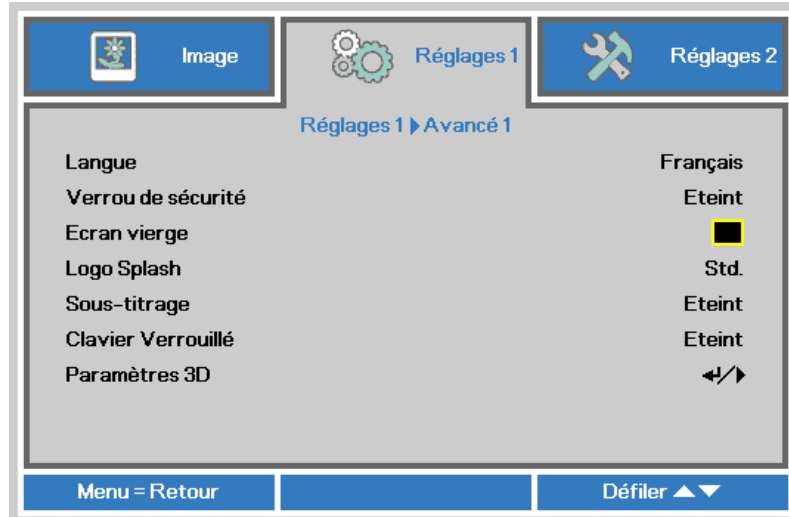 Image
Réglages 1
Réglages 2
Réglages 1 Avancé 1
Langue Français
Verrou de sécurité Eteint
Ecran vierge
Logo Splash Std.
Sous-titrage Eteint
Clavier Verrouillé Eteint
Paramètres 3D
Menu = Retour
Défiler